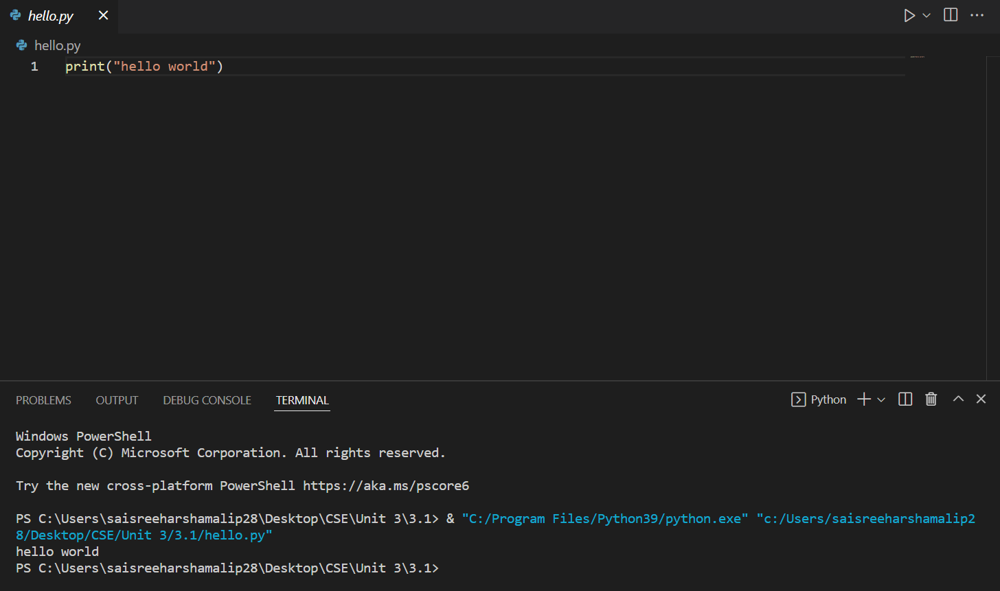 hello.py
hello.py
1 print("hello world")
PROBLEMS OUTPUT DEBUG CONSOLE TERMINAL Python
Windows PowerShell
Copyright (C) Microsoft Corporation. All rights reserved.
Try the new cross-platform PowerShell https://aka.ms/pscore6
PS C:\Users\saisreeharshamalip28\Desktop\CSE\Unit 3\3.1> & "C:/Program Files/Python39/python.exe" "c:/Users/saisreeharshamalip2
8/Desktop/CSE/Unit 3/3.1/hello.py"
hello world
PS C:\Users\saisreeharshamalip28\Desktop\CSE\Unit 3\3.1>